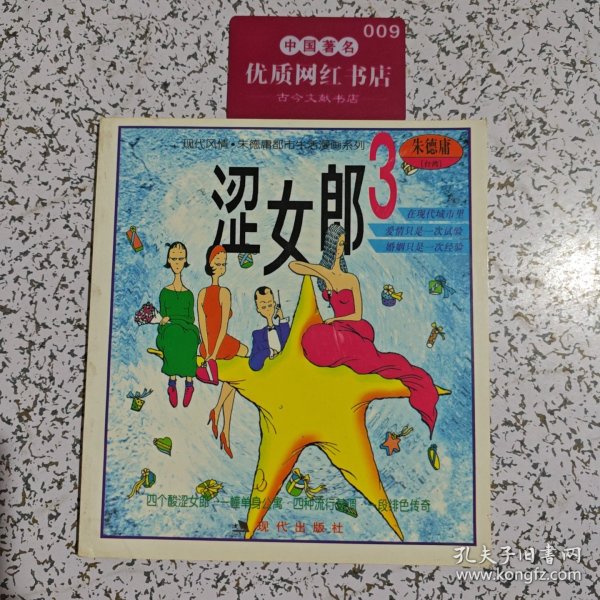 009
中国著名
优质网红书店
古今文献书店
现代风情·朱德庸都市生活漫画系列
朱德庸
(台湾)
涩女郎3
在现代城市里
爱情只是一次试验
婚姻只是一次经验
四个酸涩女郎·一幢单身公寓·四种流行
段绯色传奇
现代出版社
孔夫子旧书网
www.kongfz.com